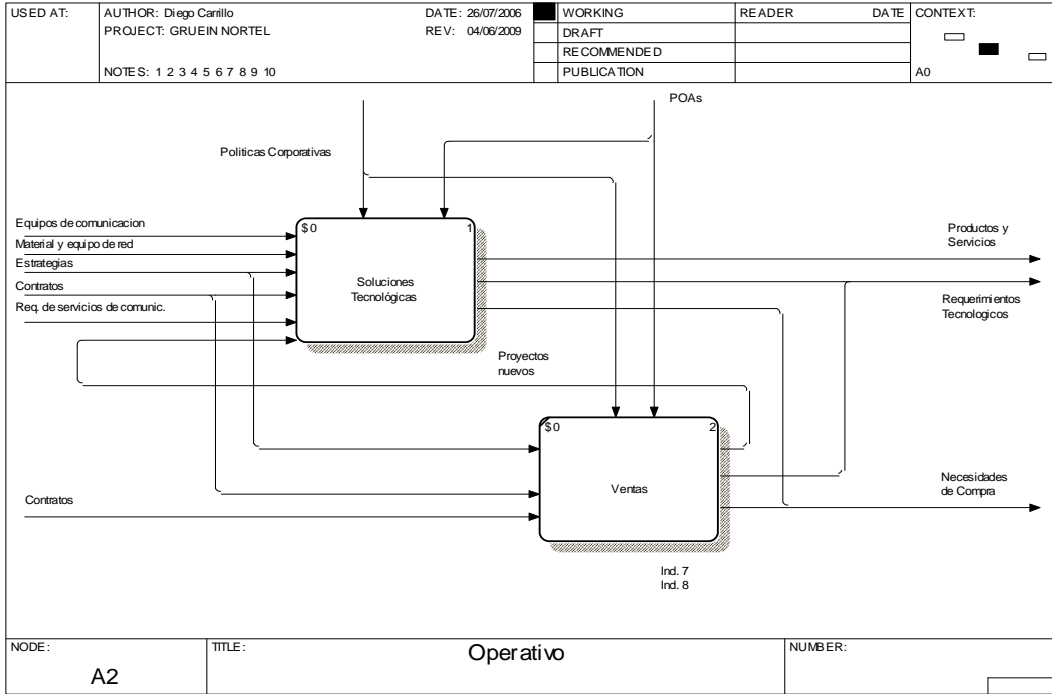 USED AT:
AUTHOR: Diego Carrillo
DATE: 26/07/2006
PROJECT: GRUEIN NORTEL
REV: 04/06/2009
NOTES: 1 2 3 4 5 6 7 8 9 10
WORKING
DRAFT
RECOMMENDED
PUBLICATION
READER
DATE
CONTEXT:
A0
POAs
Politicas Corporativas
Equipos de comunicacion
Material y equipo de red
Estrategias
Contratos
Req. de servicios de comunic.
$0
1
Soluciones
Tecnológicas
Productos y
Servicios
Requerimientos
Tecnologicos
Proyectos
nuevos
$0
2
Ventas
Contratos
Necesidades
de Compra
Ind. 7
Ind. 8
NODE:
A2
TITLE:
Operativo
NUMBER: